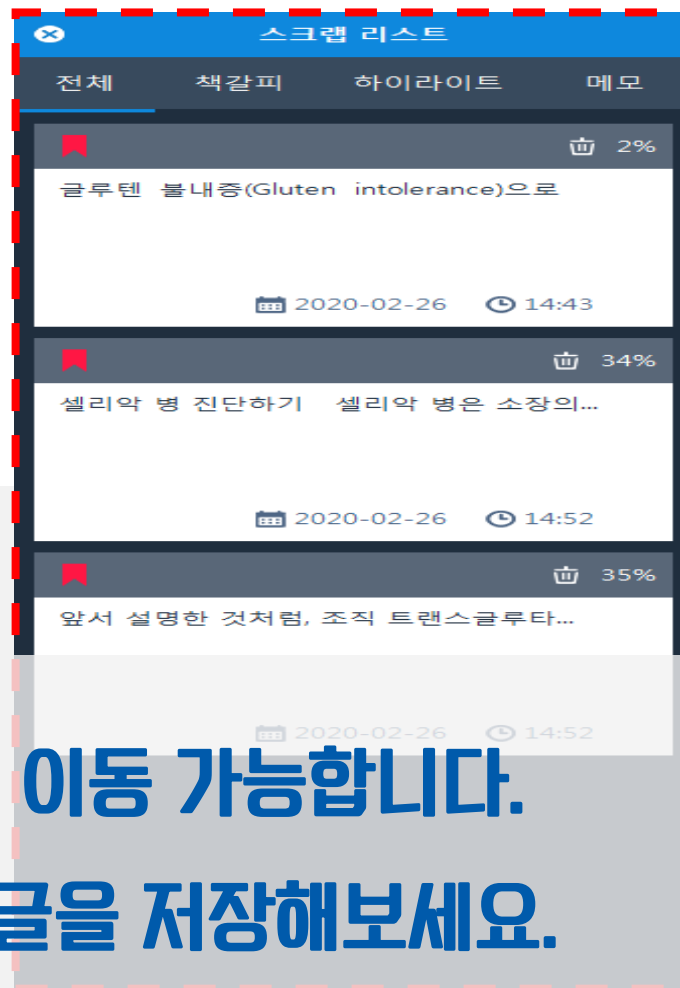 스크랩 리스트
전체 책갈피 하이라이트 메모
2%
글루텐 불내증(Gluten intolerance)으로
2020-02-26 14:43
34%
셀리악 병 진단하기 셀리악 병은 소장의...
2020-02-26 14:52
35%
앞서 설명한 것처럼, 조직 트랜스글루타...
2020-02-26 14:52
이동 가능합니다.
글을 저장해보세요.